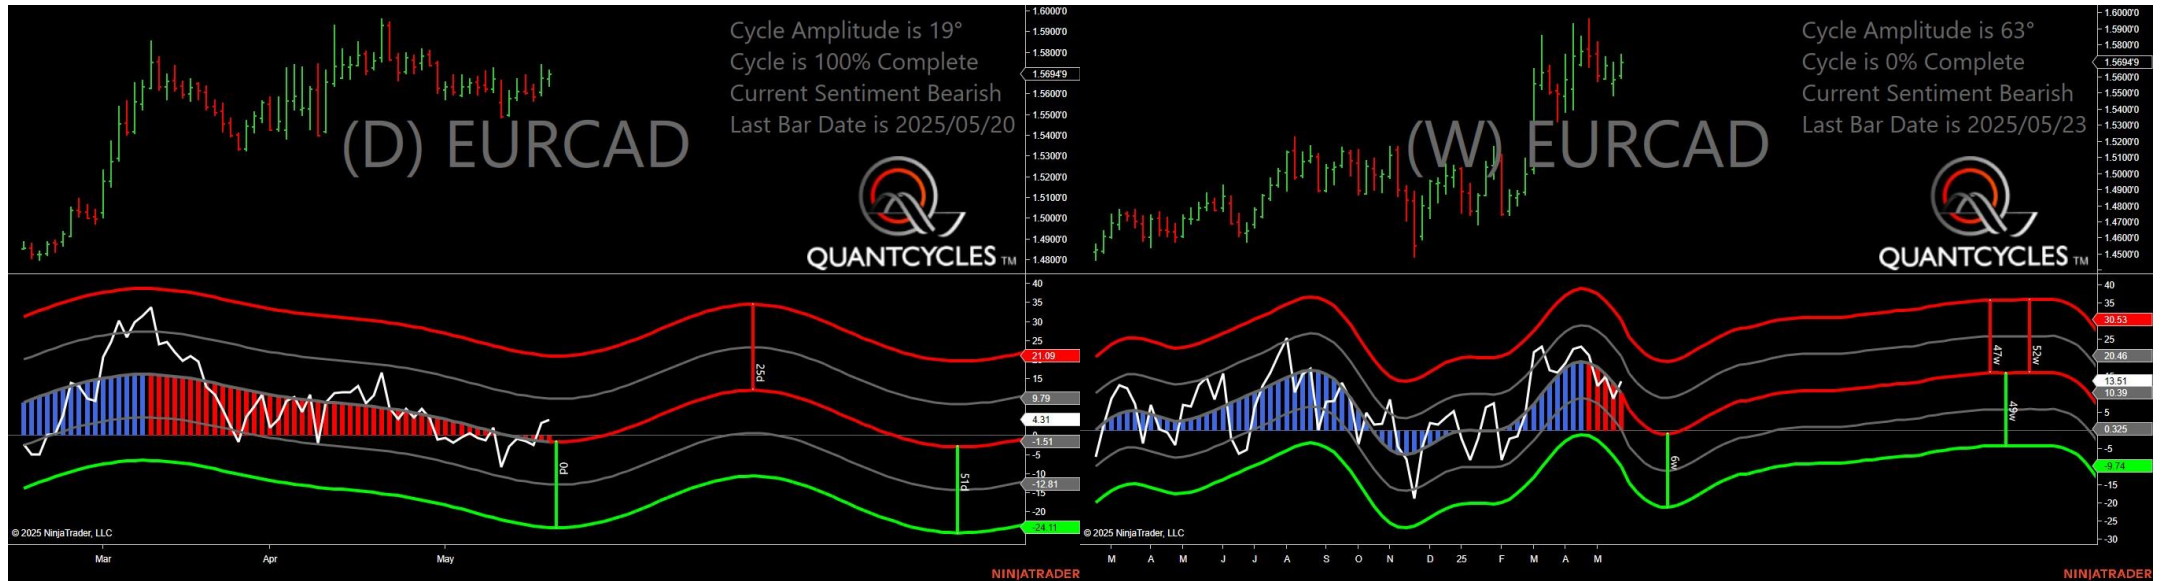 Cycle Amplitude is 19°
Cycle is 100% Complete
Current Sentiment Bearish
Last Bar Date is 2025/05/20
(D) EURCAD
QUANTCYCLES TM
1.6000'0
1.5900'0
1.5800'0
1.5694'9
1.5600'0
1.5500'0
1.5400'0
1.5300'0
1.5200'0
1.5100'0
1.5000'0
1.4900'0
1.4800'0
40
35
30
25
21.09
15
9.79
4.31
-1.51
-5
-10
-12.81
-15
-20
-24.11
25d
0d
51d
© 2025 NinjaTrader, LLC
Mar
Apr
May
NINJATRADER
Cycle Amplitude is 63°
Cycle is 0% Complete
Current Sentiment Bearish
Last Bar Date is 2025/05/23
(W) EURCAD
QUANTCYCLES TM
1.6000'0
1.5900'0
1.5800'0
1.5694'9
1.5600'0
1.5500'0
1.5400'0
1.5300'0
1.5200'0
1.5100'0
1.5000'0
1.4900'0
1.4800'0
1.4700'0
1.4600'0
1.4500'0
40
35
30.53
25
20.46
13.51
10.39
5
0.325
-5
-9.74
-15
-20
-25
-30
47w
52w
49w
6w
© 2025 NinjaTrader, LLC
M A M J J A S O N D 25 F M A M
NINJATRADER